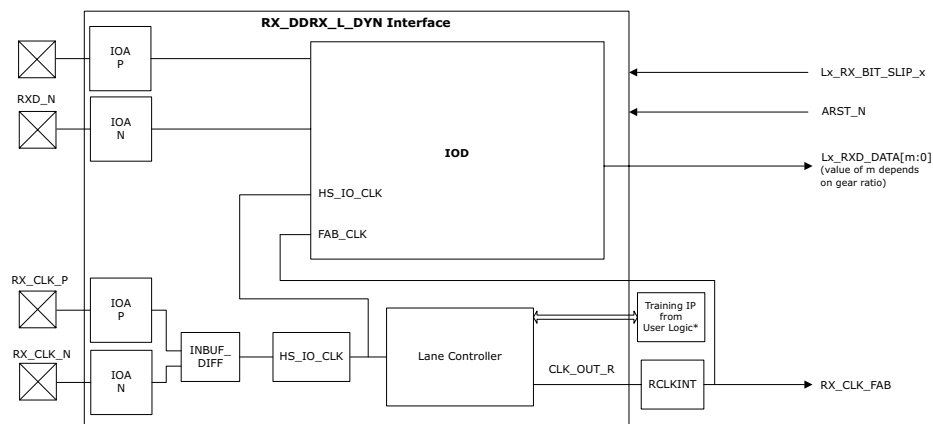 RX_DDRX_L_DYN Interface
IOA
P
RXD_N
IOA
N
IOD
HS_IO_CLK
FAB_CLK
Lx_RX_BIT_SLIP_x
ARST_N
Lx_RXD_DATA[m:0]
(value of m depends
on gear ratio)
RX_CLK_P
IOA
P
RX_CLK_N
IOA
N
INBUF_
DIFF
HS_IO_CLK
Lane Controller
Training IP
from
User Logic*
CLK_OUT_R
RCLKINT
RX_CLK_FAB